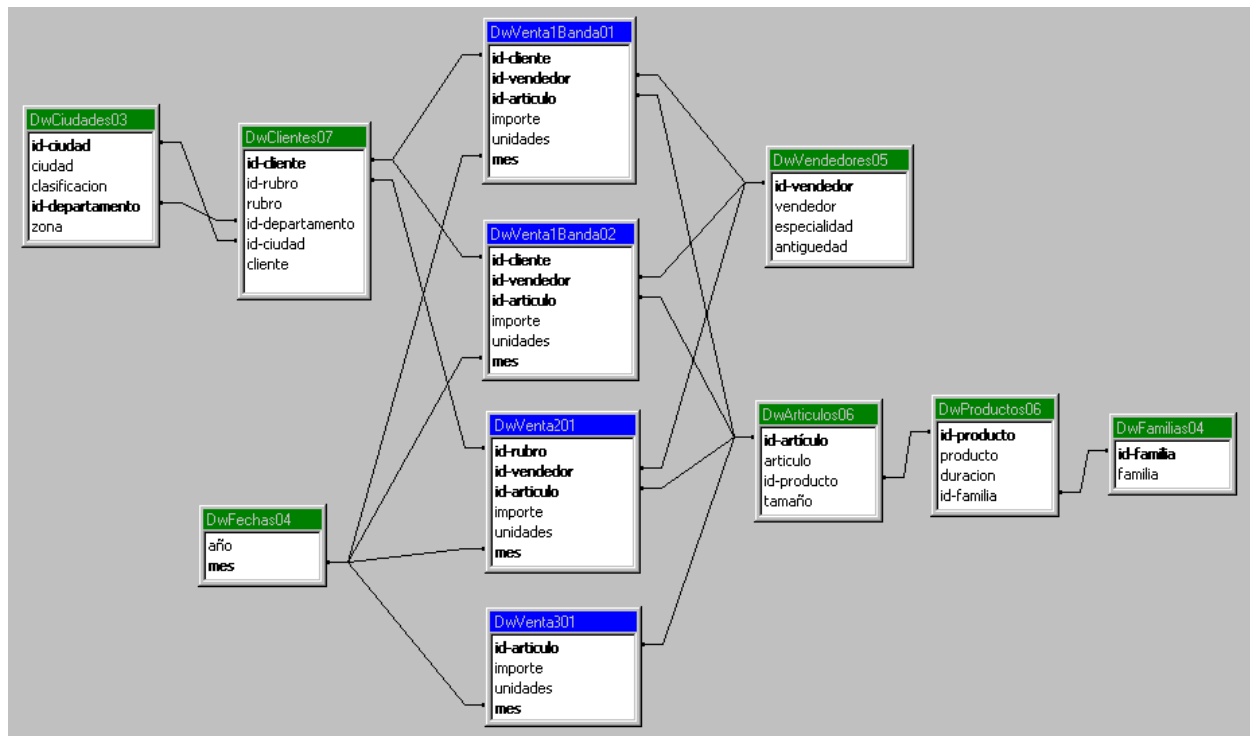 DwVenta1Banda01
id-cliente
id-vendedor
id-articulo
importe
unidades
mes
DwCiudades03
id-ciudad
ciudad
clasificacion
id-departamento
zona
DwClientes07
id-cliente
id-rubro
rubro
id-departamento
id-ciudad
cliente
DwVendedores05
id-vendedor
vendedor
especialidad
antiguedad
DwVenta1Banda02
id-cliente
id-vendedor
id-articulo
importe
unidades
mes
DwVenta201
id-rubro
id-vendedor
id-articulo
importe
unidades
mes
DwArticulos06
id-artículo
articulo
id-producto
tamaño
DwProductos06
id-producto
producto
duracion
id-familia
DwFamilias04
id-familia
familia
DwFechas04
año
mes
DwVenta301
id-articulo
importe
unidades
mes